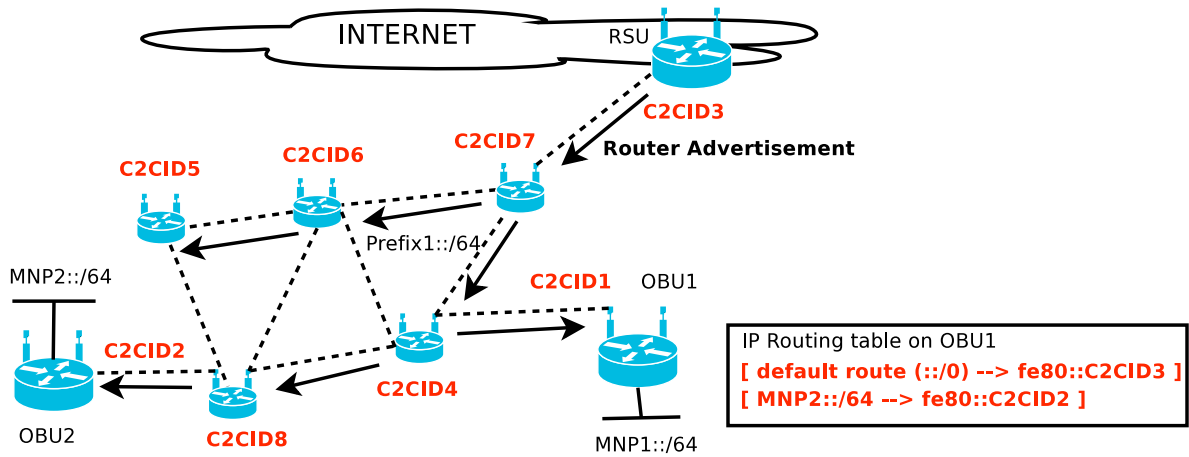 INTERNET
RSU
C2CID3
C2CID7
Router Advertisement
C2CID6
C2CID5
Prefix1::/64
MNP2::/64
C2CID1
OBU1
C2CID2
C2CID4
OBU2
C2CID8
MNP1::/64
IP Routing table on OBU1
[ default route (::/0) --> fe80::C2CID3 ]
[ MNP2::/64 --> fe80::C2CID2 ]